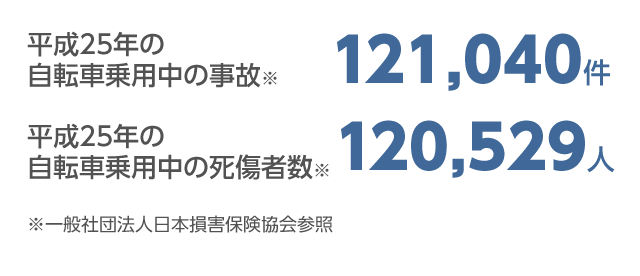 平成25年の
自転車乗用中の事故※ 121,040件
平成25年の
自転車乗用中の死傷者数※ 120,529人
※一般社団法人日本損害保険協会参照